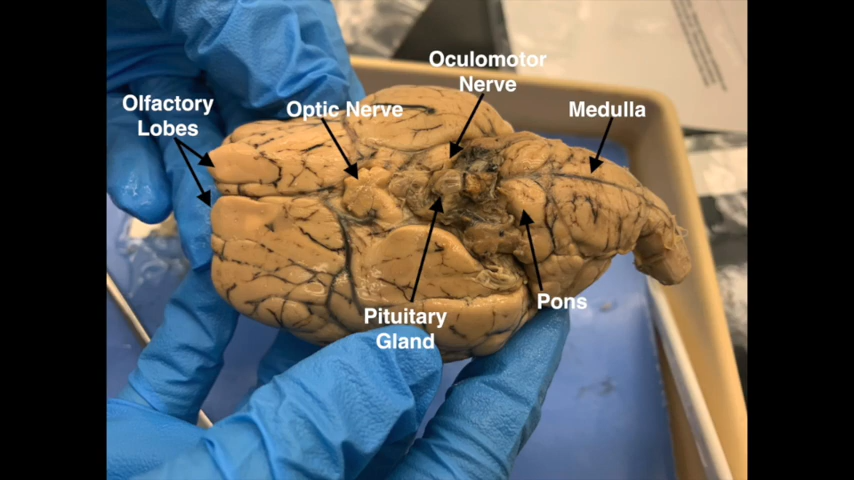 Oculomotor
Nerve
Olfactory
Lobes
Optic Nerve
Medulla
Pituitary
Gland
Pons